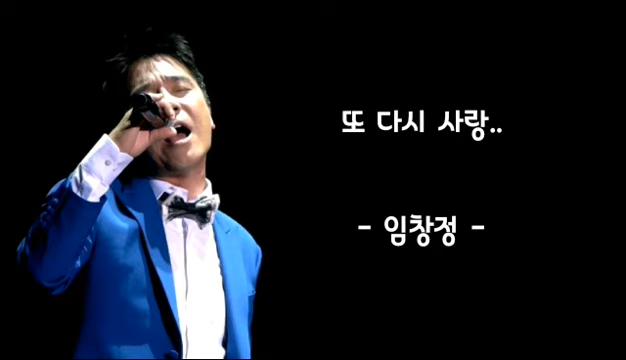 또 다시 사랑..
- 임창정 -